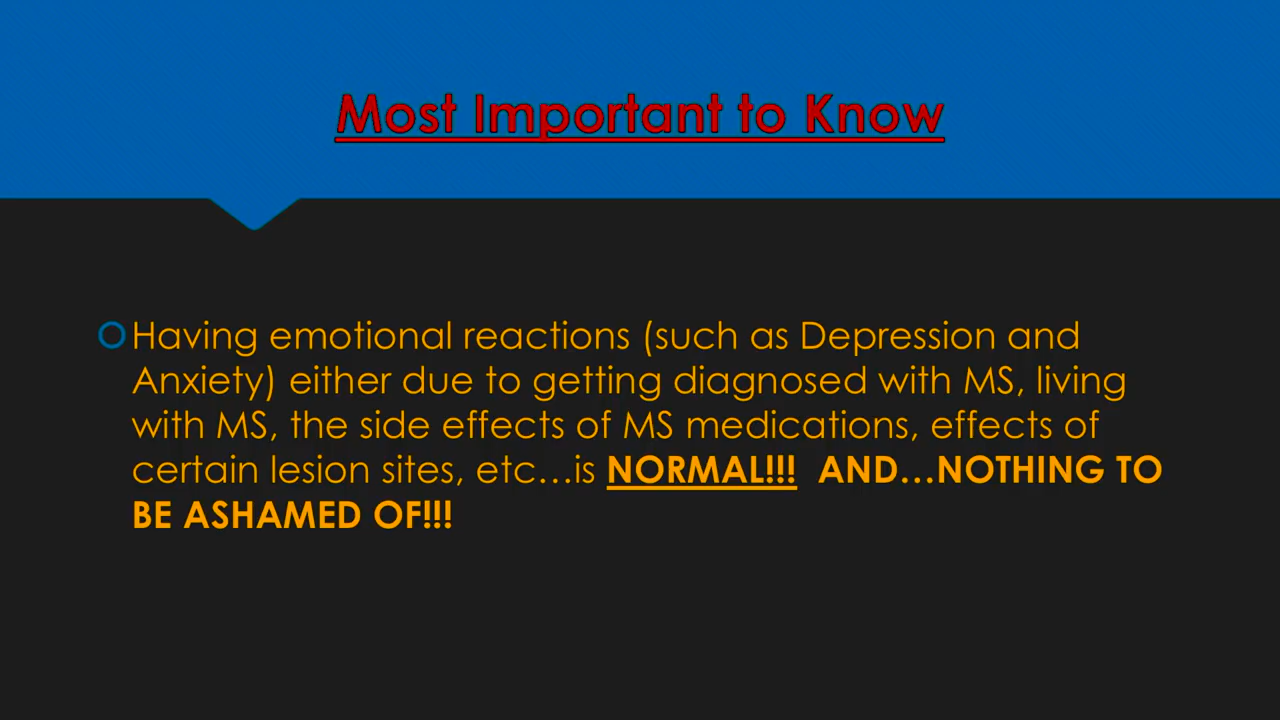 Most Important to Know
Having emotional reactions (such as Depression and
Anxiety) either due to getting diagnosed with MS, living
with MS, the side effects of MS medications, effects of
certain lesion sites, etc…is NORMAL!!!  AND…NOTHING TO
BE ASHAMED OF!!!